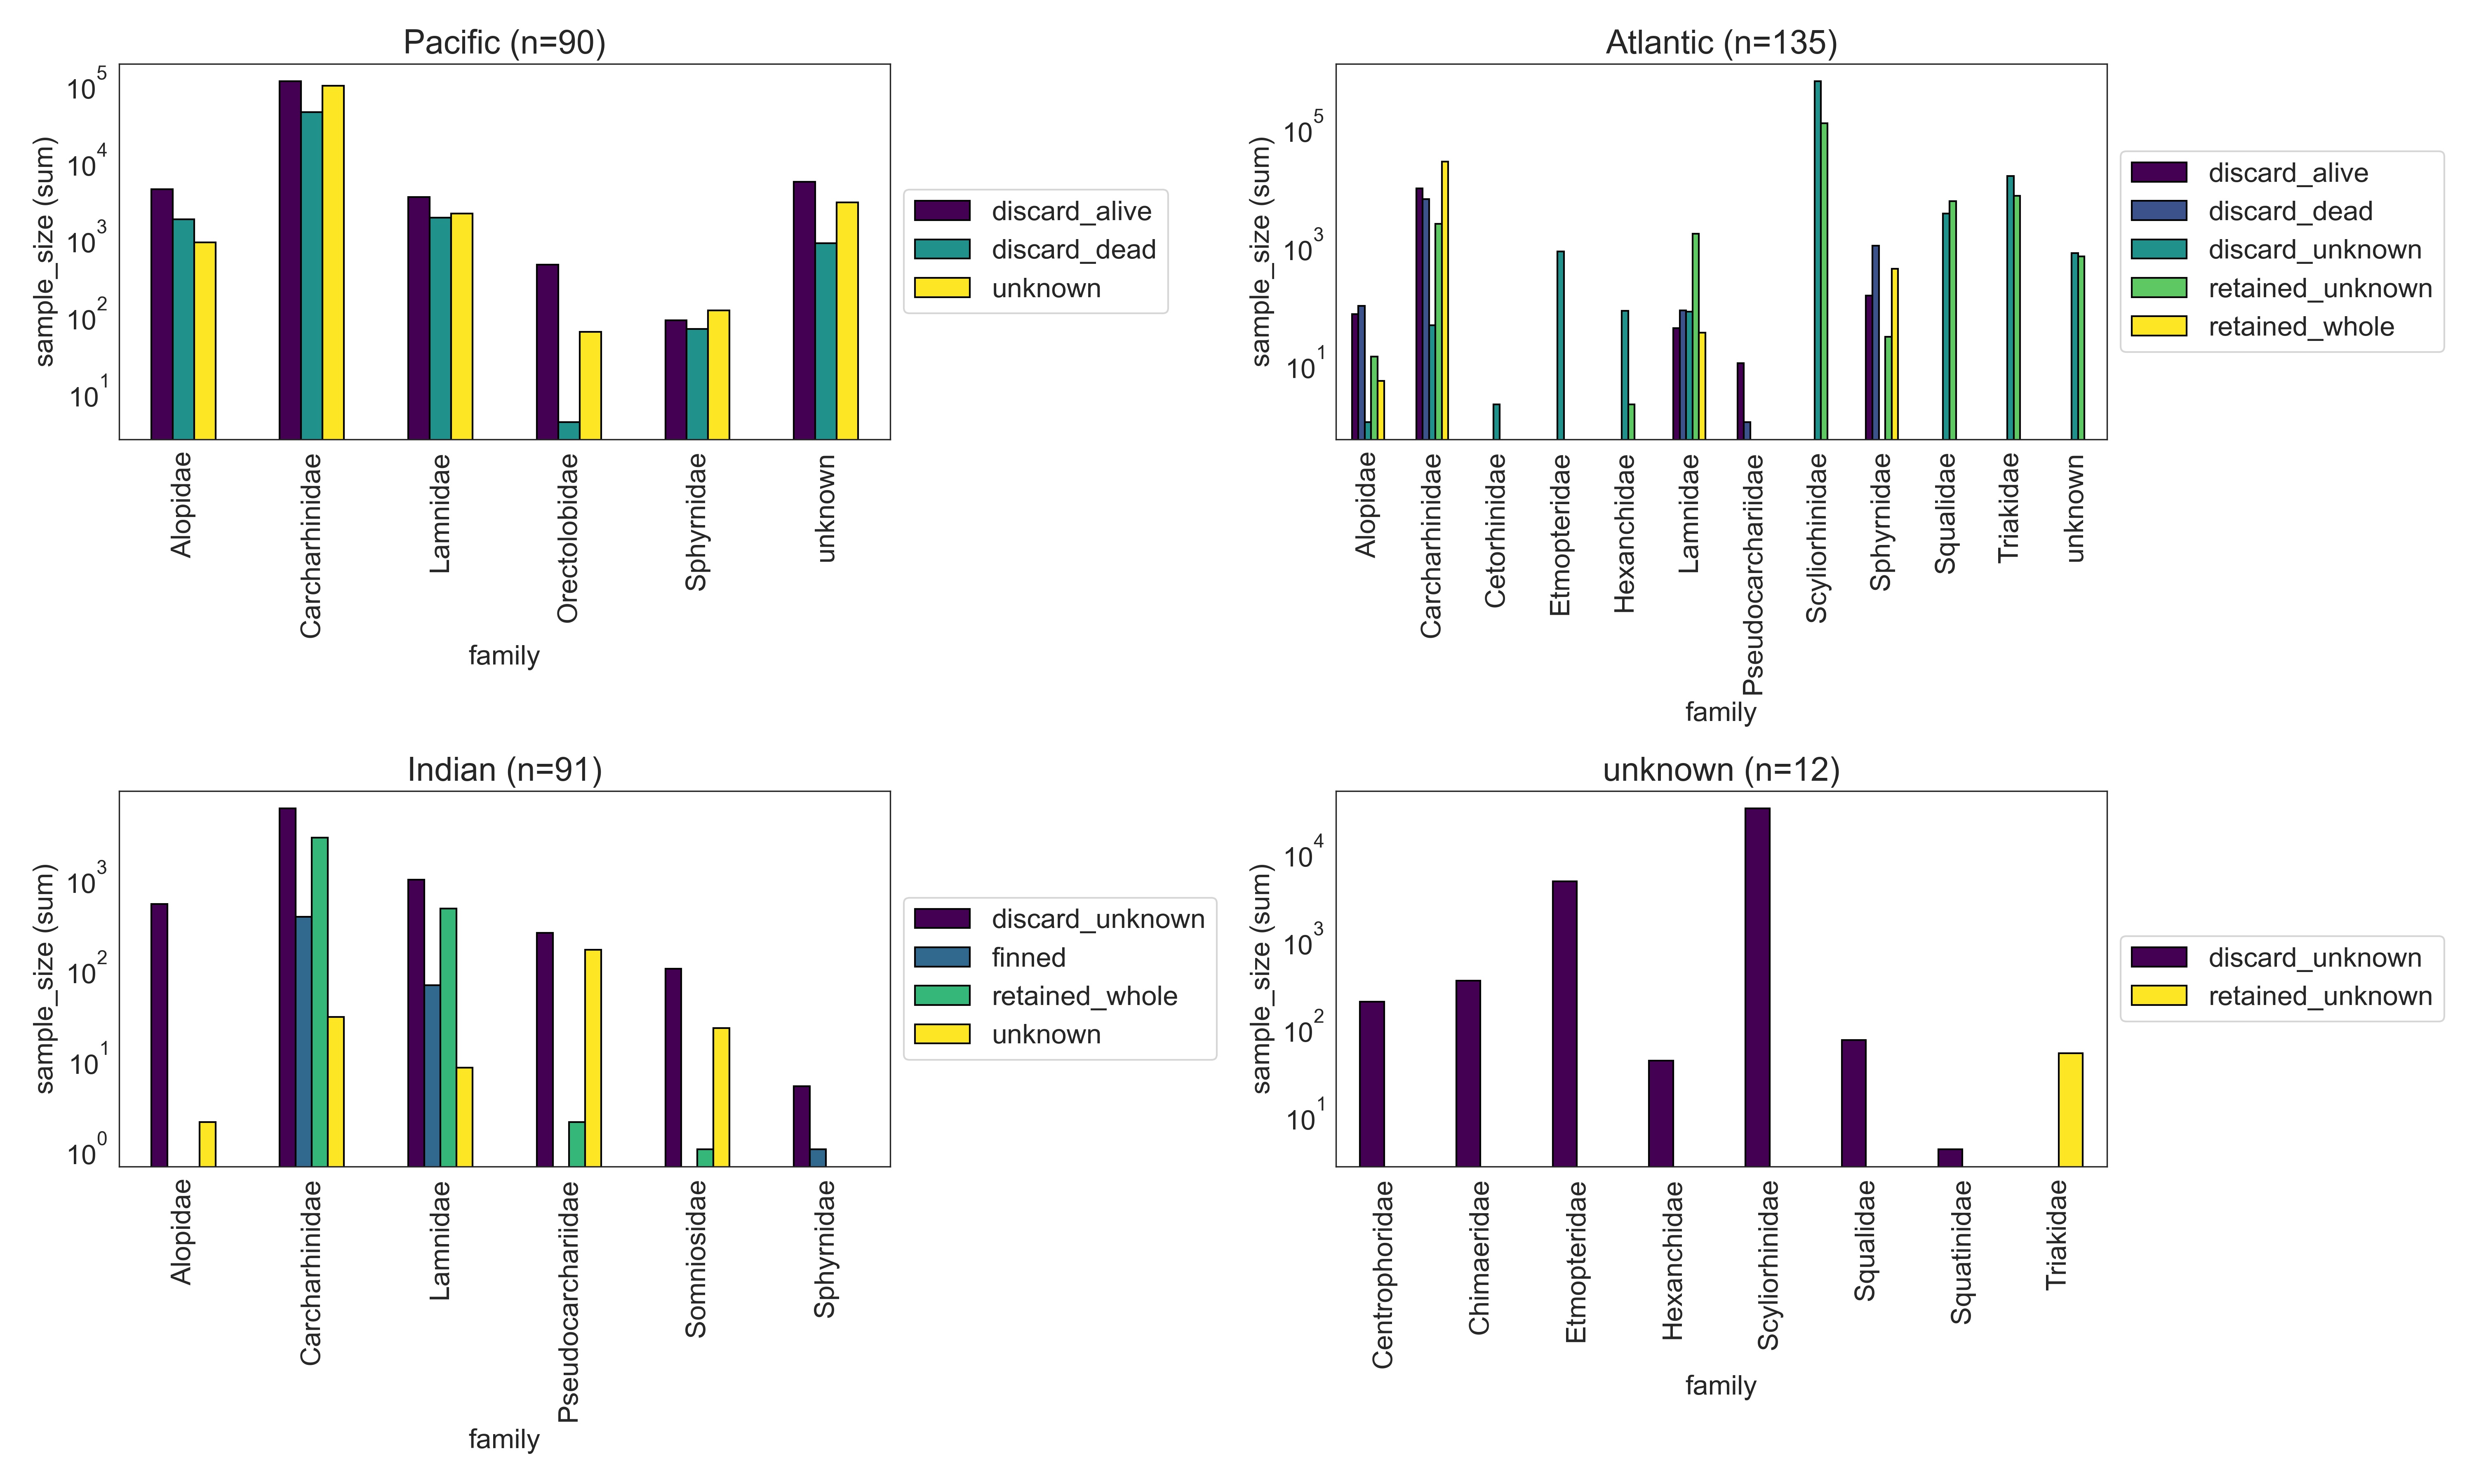 Pacific (n=90)
sample_size (sum)
10^5
10^4
10^3
10^2
10^1
Alopidae
Carcharhinidae
Lamnidae
Orectolobidae
Sphyrnidae
unknown
family
discard_alive
discard_dead
unknown
Atlantic (n=135)
sample_size (sum)
10^5
10^3
10^1
Alopidae
Carcharhinidae
Cetorhinidae
Etmopteridae
Hexanchidae
Lamnidae
Pseudocarchariidae
Scyliorhinidae
Sphyrnidae
Squalidae
Triakidae
unknown
family
discard_alive
discard_dead
discard_unknown
retained_unknown
retained_whole
Indian (n=91)
sample_size (sum)
10^3
10^2
10^1
10^0
Alopidae
Carcharhinidae
Lamnidae
Pseudocarchariidae
Somniosidae
Sphyrnidae
family
discard_unknown
finned
retained_whole
unknown
unknown (n=12)
sample_size (sum)
10^4
10^3
10^2
10^1
Centrophoridae
Chimaeridae
Etmopteridae
Hexanchidae
Scyliorhinidae
Squalidae
Squatinidae
Triakidae
family
discard_unknown
retained_unknown